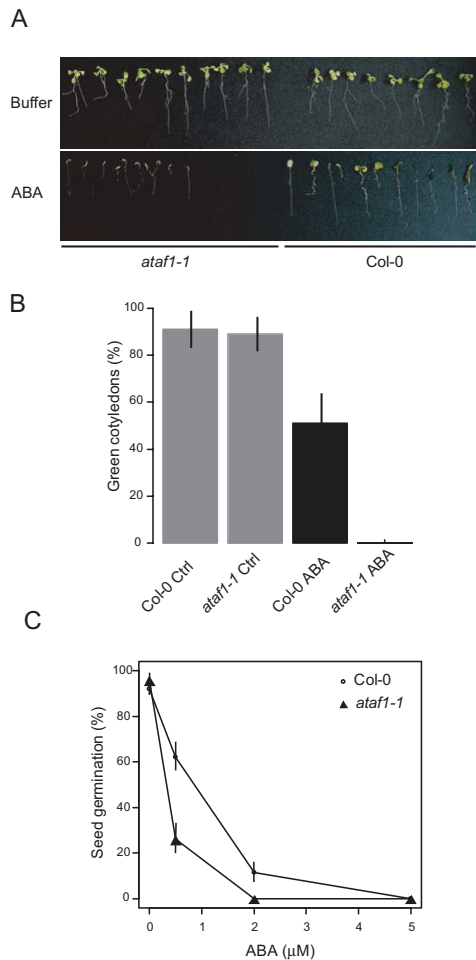 A
Buffer
ABA
ataf1-1
Col-0
B
Green cotyledons (%)
100
80
60
40
20
0
Col-0 Ctrl
ataf1-1 Ctrl
Col-0 ABA
ataf1-1 ABA
C
Seed germination (%)
100
80
60
40
20
0
Col-0
ataf1-1
0
1
2
3
4
5
ABA (μM)